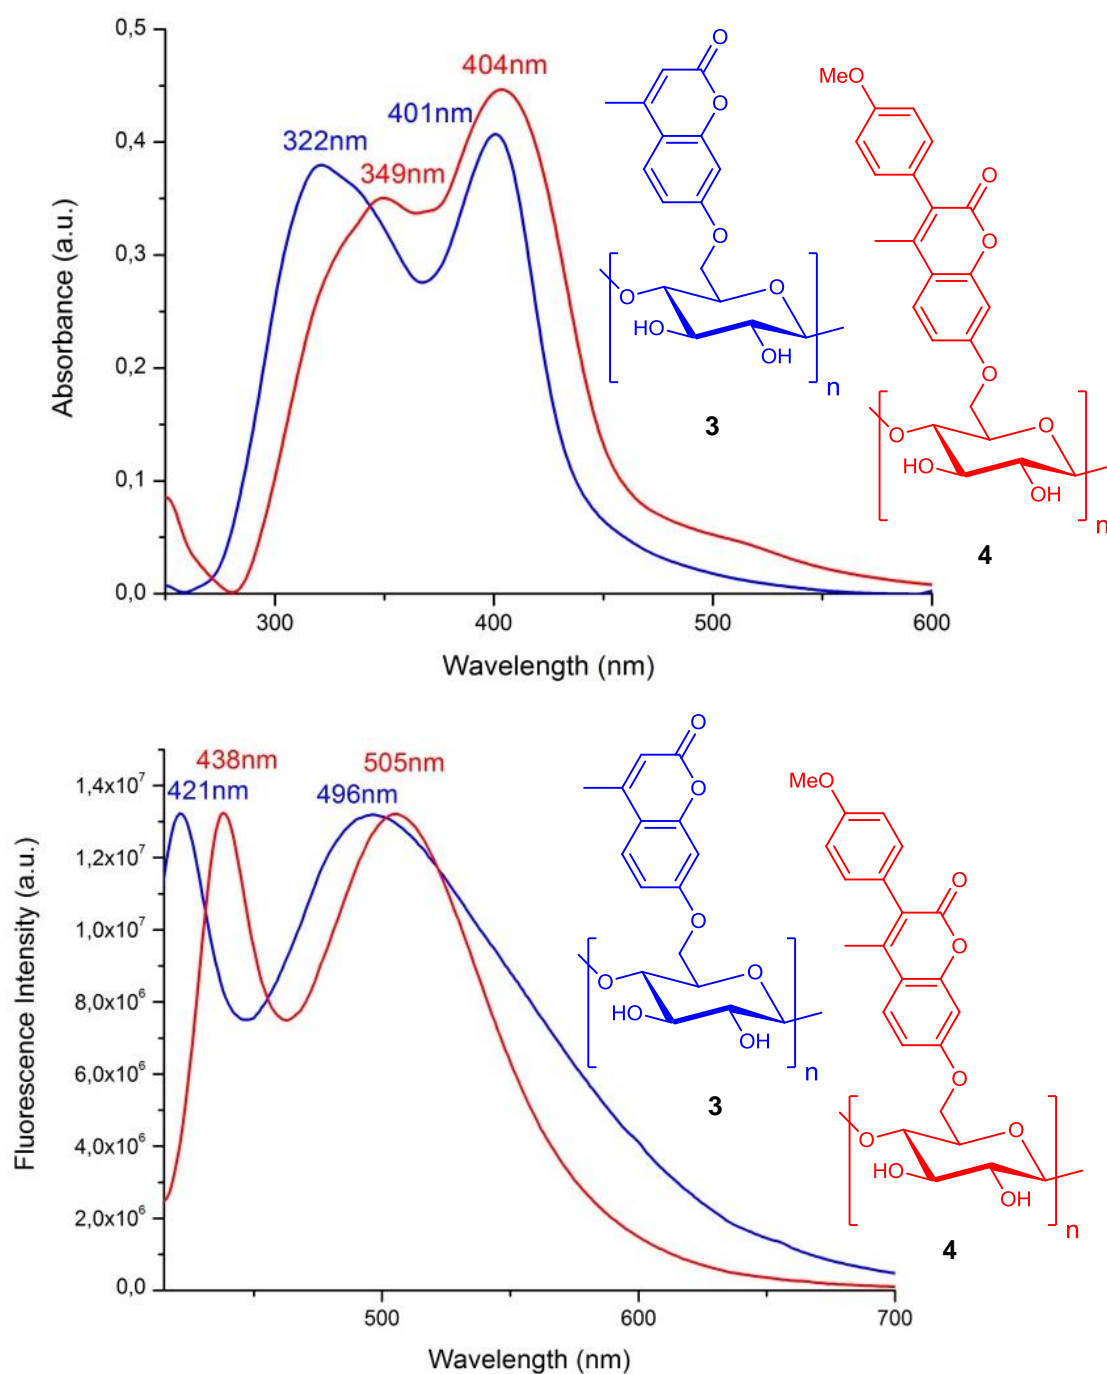 0,5
0,4
0,3
0,2
0,1
0,0
Absorbance (a.u.)
322nm
401nm
349nm
404nm
300
400
500
600
Wavelength (nm)
O
O
O
O
O
HO
OH
n
3
MeO
O
O
O
O
O
HO
OH
n
4
1,4x10⁷
1,2x10⁷
1,0x10⁷
8,0x10⁶
6,0x10⁶
4,0x10⁶
2,0x10⁶
0,0
Fluorescence Intensity (a.u.)
438nm
421nm
496nm
505nm
500
600
700
Wavelength (nm)
O
O
O
O
O
HO
OH
n
3
MeO
O
O
O
O
O
HO
OH
n
4